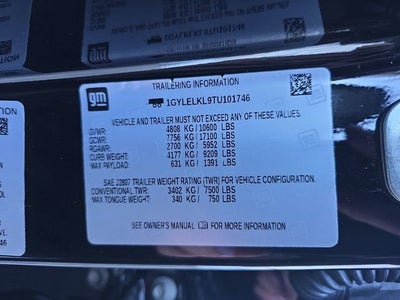 TRAILERING INFORMATION
gm
1GYLELKL9TU101746
VEHICLE AND TRAILER MUST NOT EXCEED ANY OF THESE VALUES.
GVWR: 4808 KG / 10600 LBS
GCWR: 7756 KG / 17100 LBS
RGAWR: 2700 KG / 5952 LBS
CURB WEIGHT: 4177 KG / 9209 LBS
MAX PAYLOAD: 631 KG / 1391 LBS
SAE J2807 TRAILER WEIGHT RATING (TWR) FOR VEHICLE CONFIGURATION.
CONVENTIONAL TWR: 3402 KG / 7500 LBS
MAX TONGUE WEIGHT: 340 KG / 750 LBS
SEE OWNER'S MANUAL FOR MORE INFORMATION